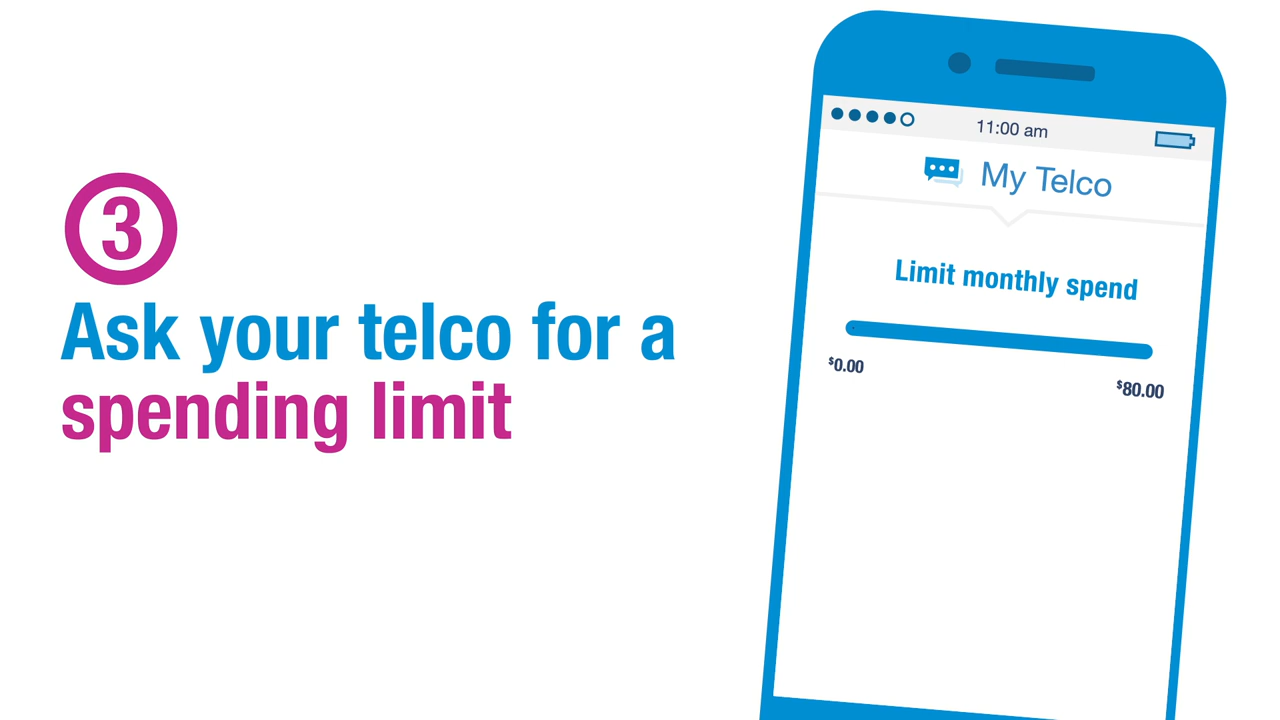 3
Ask your telco for a
spending limit
11:00 am
My Telco
Limit monthly spend
$0.00
$80.00